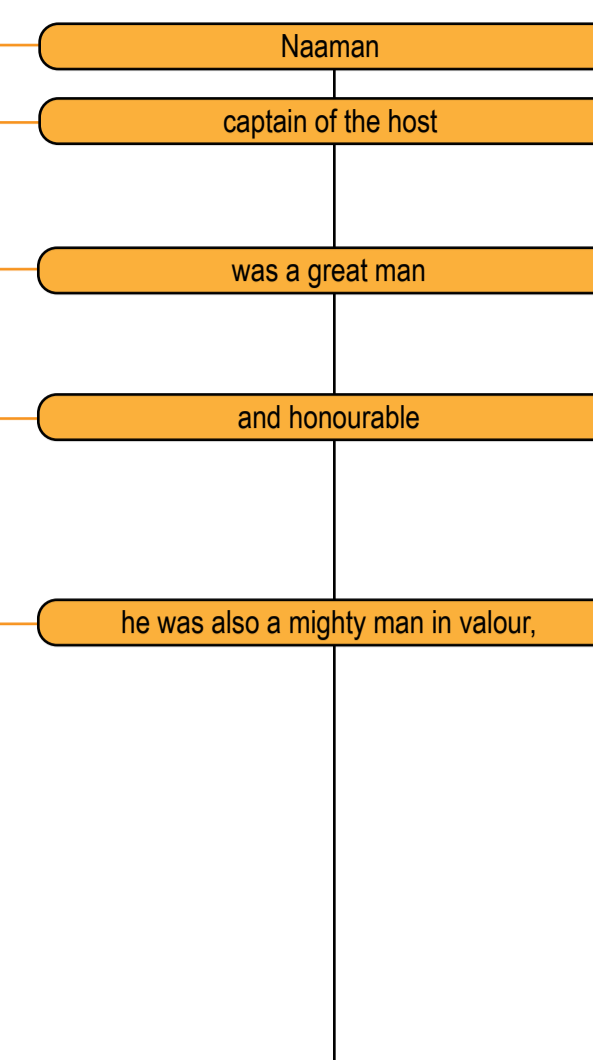 Naaman
captain of the host
was a great man
and honourable
he was also a mighty man in valour,